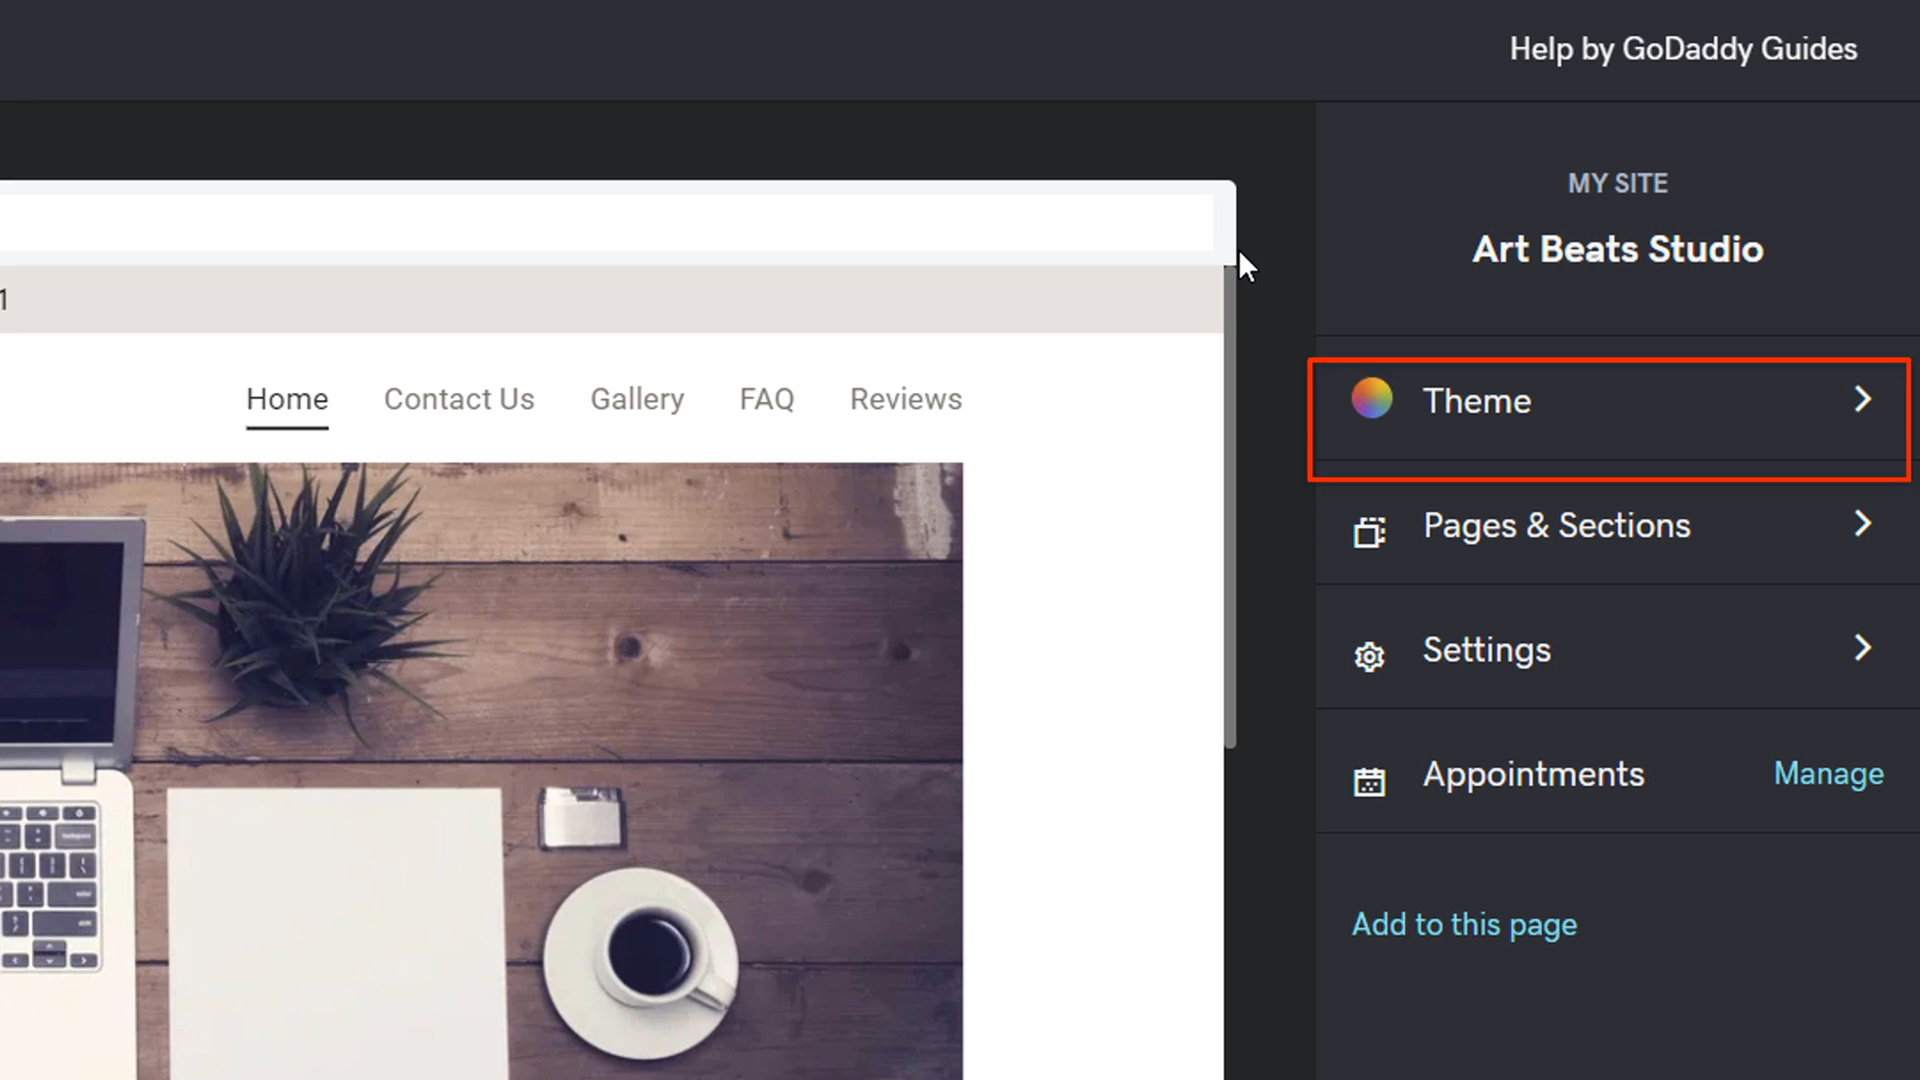 Help by GoDaddy Guides
MY SITE
Art Beats Studio
1
Home Contact Us Gallery FAQ Reviews
Theme
Pages & Sections
Settings
Appointments Manage
Add to this page